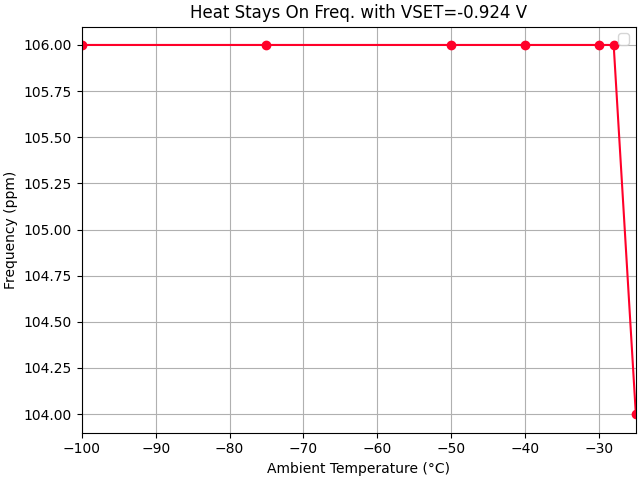 Heat Stays On Freq. with VSET=-0.924 V
106.00
105.75
105.50
105.25
105.00
104.75
104.50
104.25
104.00
Frequency (ppm)
−100 −90 −80 −70 −60 −50 −40 −30
Ambient Temperature (°C)